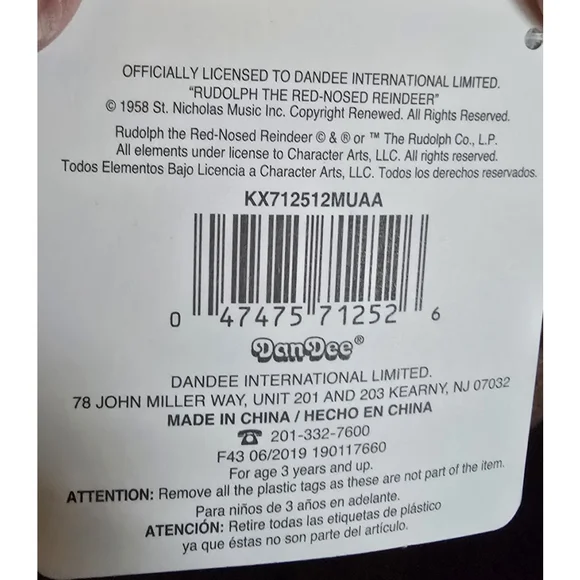 OFFICIALLY LICENSED TO DANDEE INTERNATIONAL LIMITED.
"RUDOLPH THE RED-NOSED REINDEER"
© 1958 St. Nicholas Music Inc. Copyright Renewed. All Rights Reserved.
Rudolph the Red-Nosed Reindeer © & ® or ™ The Rudolph Co., L.P.
All elements under license to Character Arts, LLC. All rights reserved.
Todos Elementos Bajo Licencia a Character Arts, LLC. Todos los derechos reservados.
KX712512MUAA
0 47475 71252 6
DanDee®
DANDEE INTERNATIONAL LIMITED.
78 JOHN MILLER WAY, UNIT 201 AND 203 KEARNY, NJ 07032
MADE IN CHINA / HECHO EN CHINA
☎ 201-332-7600
F43 06/2019 190117660
For age 3 years and up.
ATTENTION: Remove all the plastic tags as these are not part of the item.
Para niños de 3 años en adelante.
ATENCIÓN: Retire todas las etiquetas de plástico
ya que éstas no son parte del artículo.